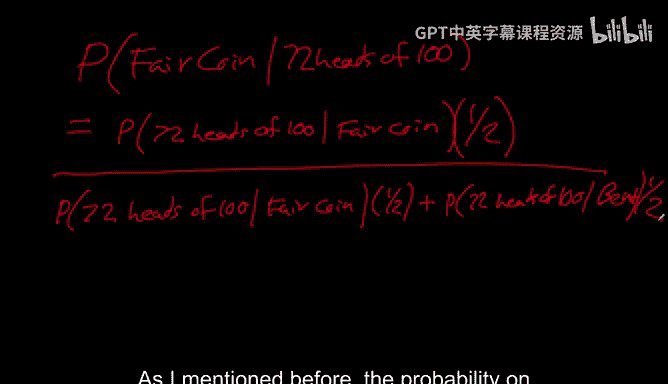 GPT中英字幕课程资源 bilibili
P(Fair Coin | 72 heads of 100)
= P(72 heads of 100 | Fair coin)(1/2)
P(72 heads of 100 | Fair coin)(1/2) + P(72 heads of 100 | Bent)1/2
As I mentioned before, the probability on